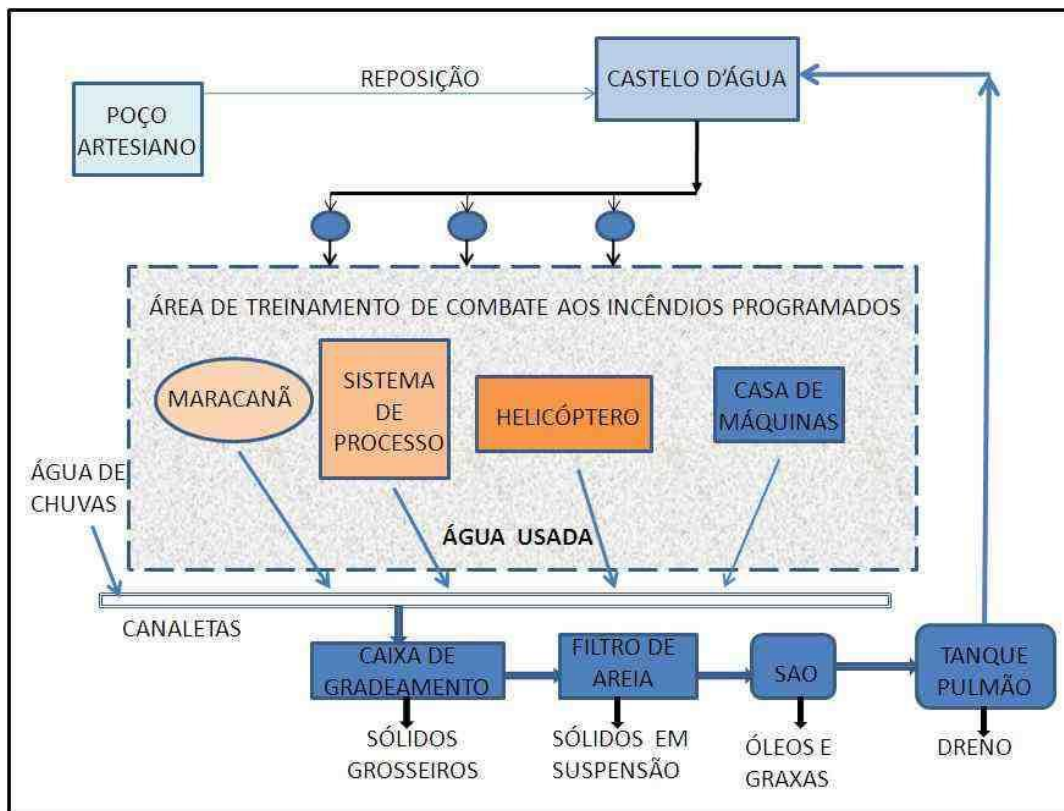 REPOSIÇÃO
CASTELO D'ÁGUA
POÇO
ARTESIANO
ÁREA DE TREINAMENTO DE COMBATE AOS INCÊNDIOS PROGRAMADOS
MARACANÃ
SISTEMA
DE
PROCESSO
HELICÓPTERO
CASA DE
MÁQUINAS
ÁGUA DE
CHUVAS
ÁGUA USADA
CANALETAS
CAIXA DE
GRADEAMENTO
FILTRO DE
AREIA
SAO
TANQUE
PULMÃO
SÓLIDOS
GROSSEIROS
SÓLIDOS EM
SUSPENSÃO
ÓLEOS E
GRAXAS
DRENO